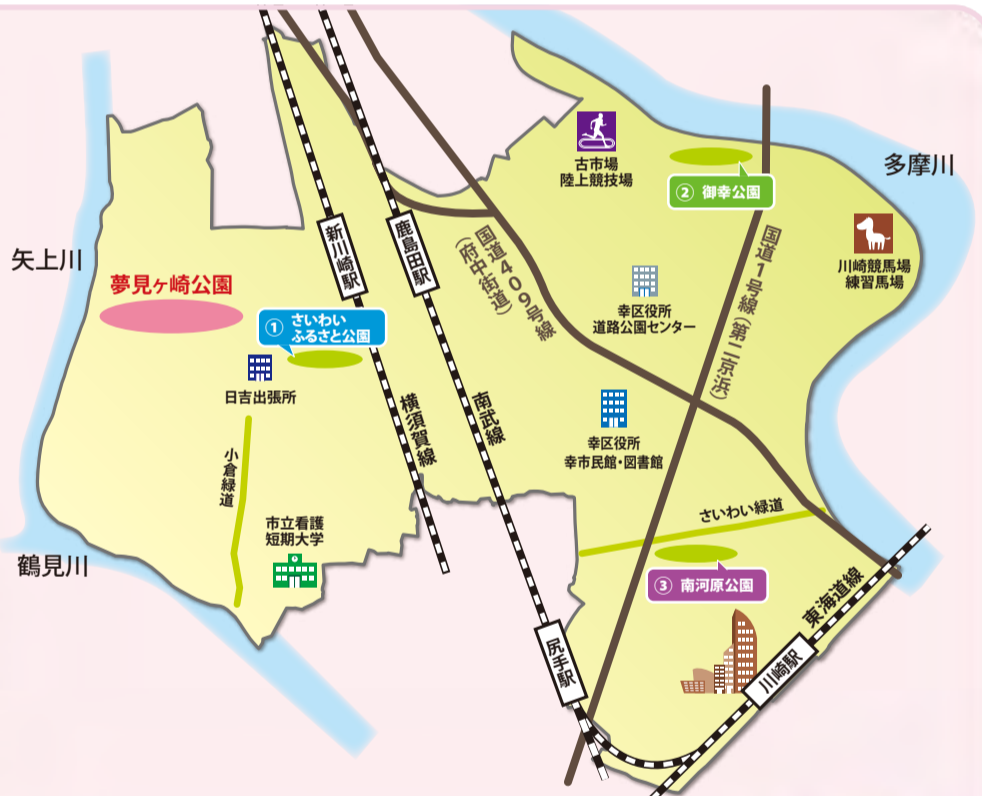 古市場
陸上競技場
② 御幸公園
多摩川
矢上川
新川崎駅
鹿島田駅
国道409号線
(府中街道)
国道1号線(第二京浜)
川崎競馬場
練習馬場
夢見ヶ崎公園
① さいわい
ふるさと公園
幸区役所
道路公園センター
日吉出張所
横須賀線
南武線
幸区役所
幸市民館・図書館
小倉緑道
さいわい緑道
市立看護
短期大学
鶴見川
③ 南河原公園
東海道線
尻手駅
川崎駅